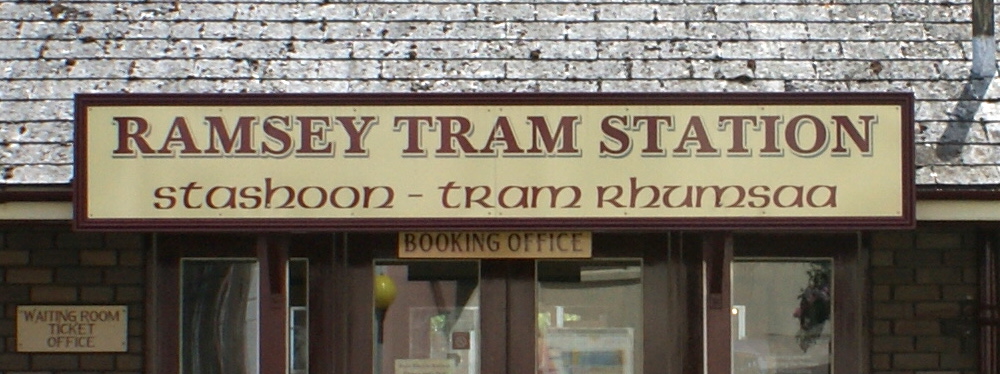 RAMSEY TRAM STATION
stashoon - tram rhumsaa
BOOKING OFFICE
"WAITING ROOM"
TICKET
OFFICE